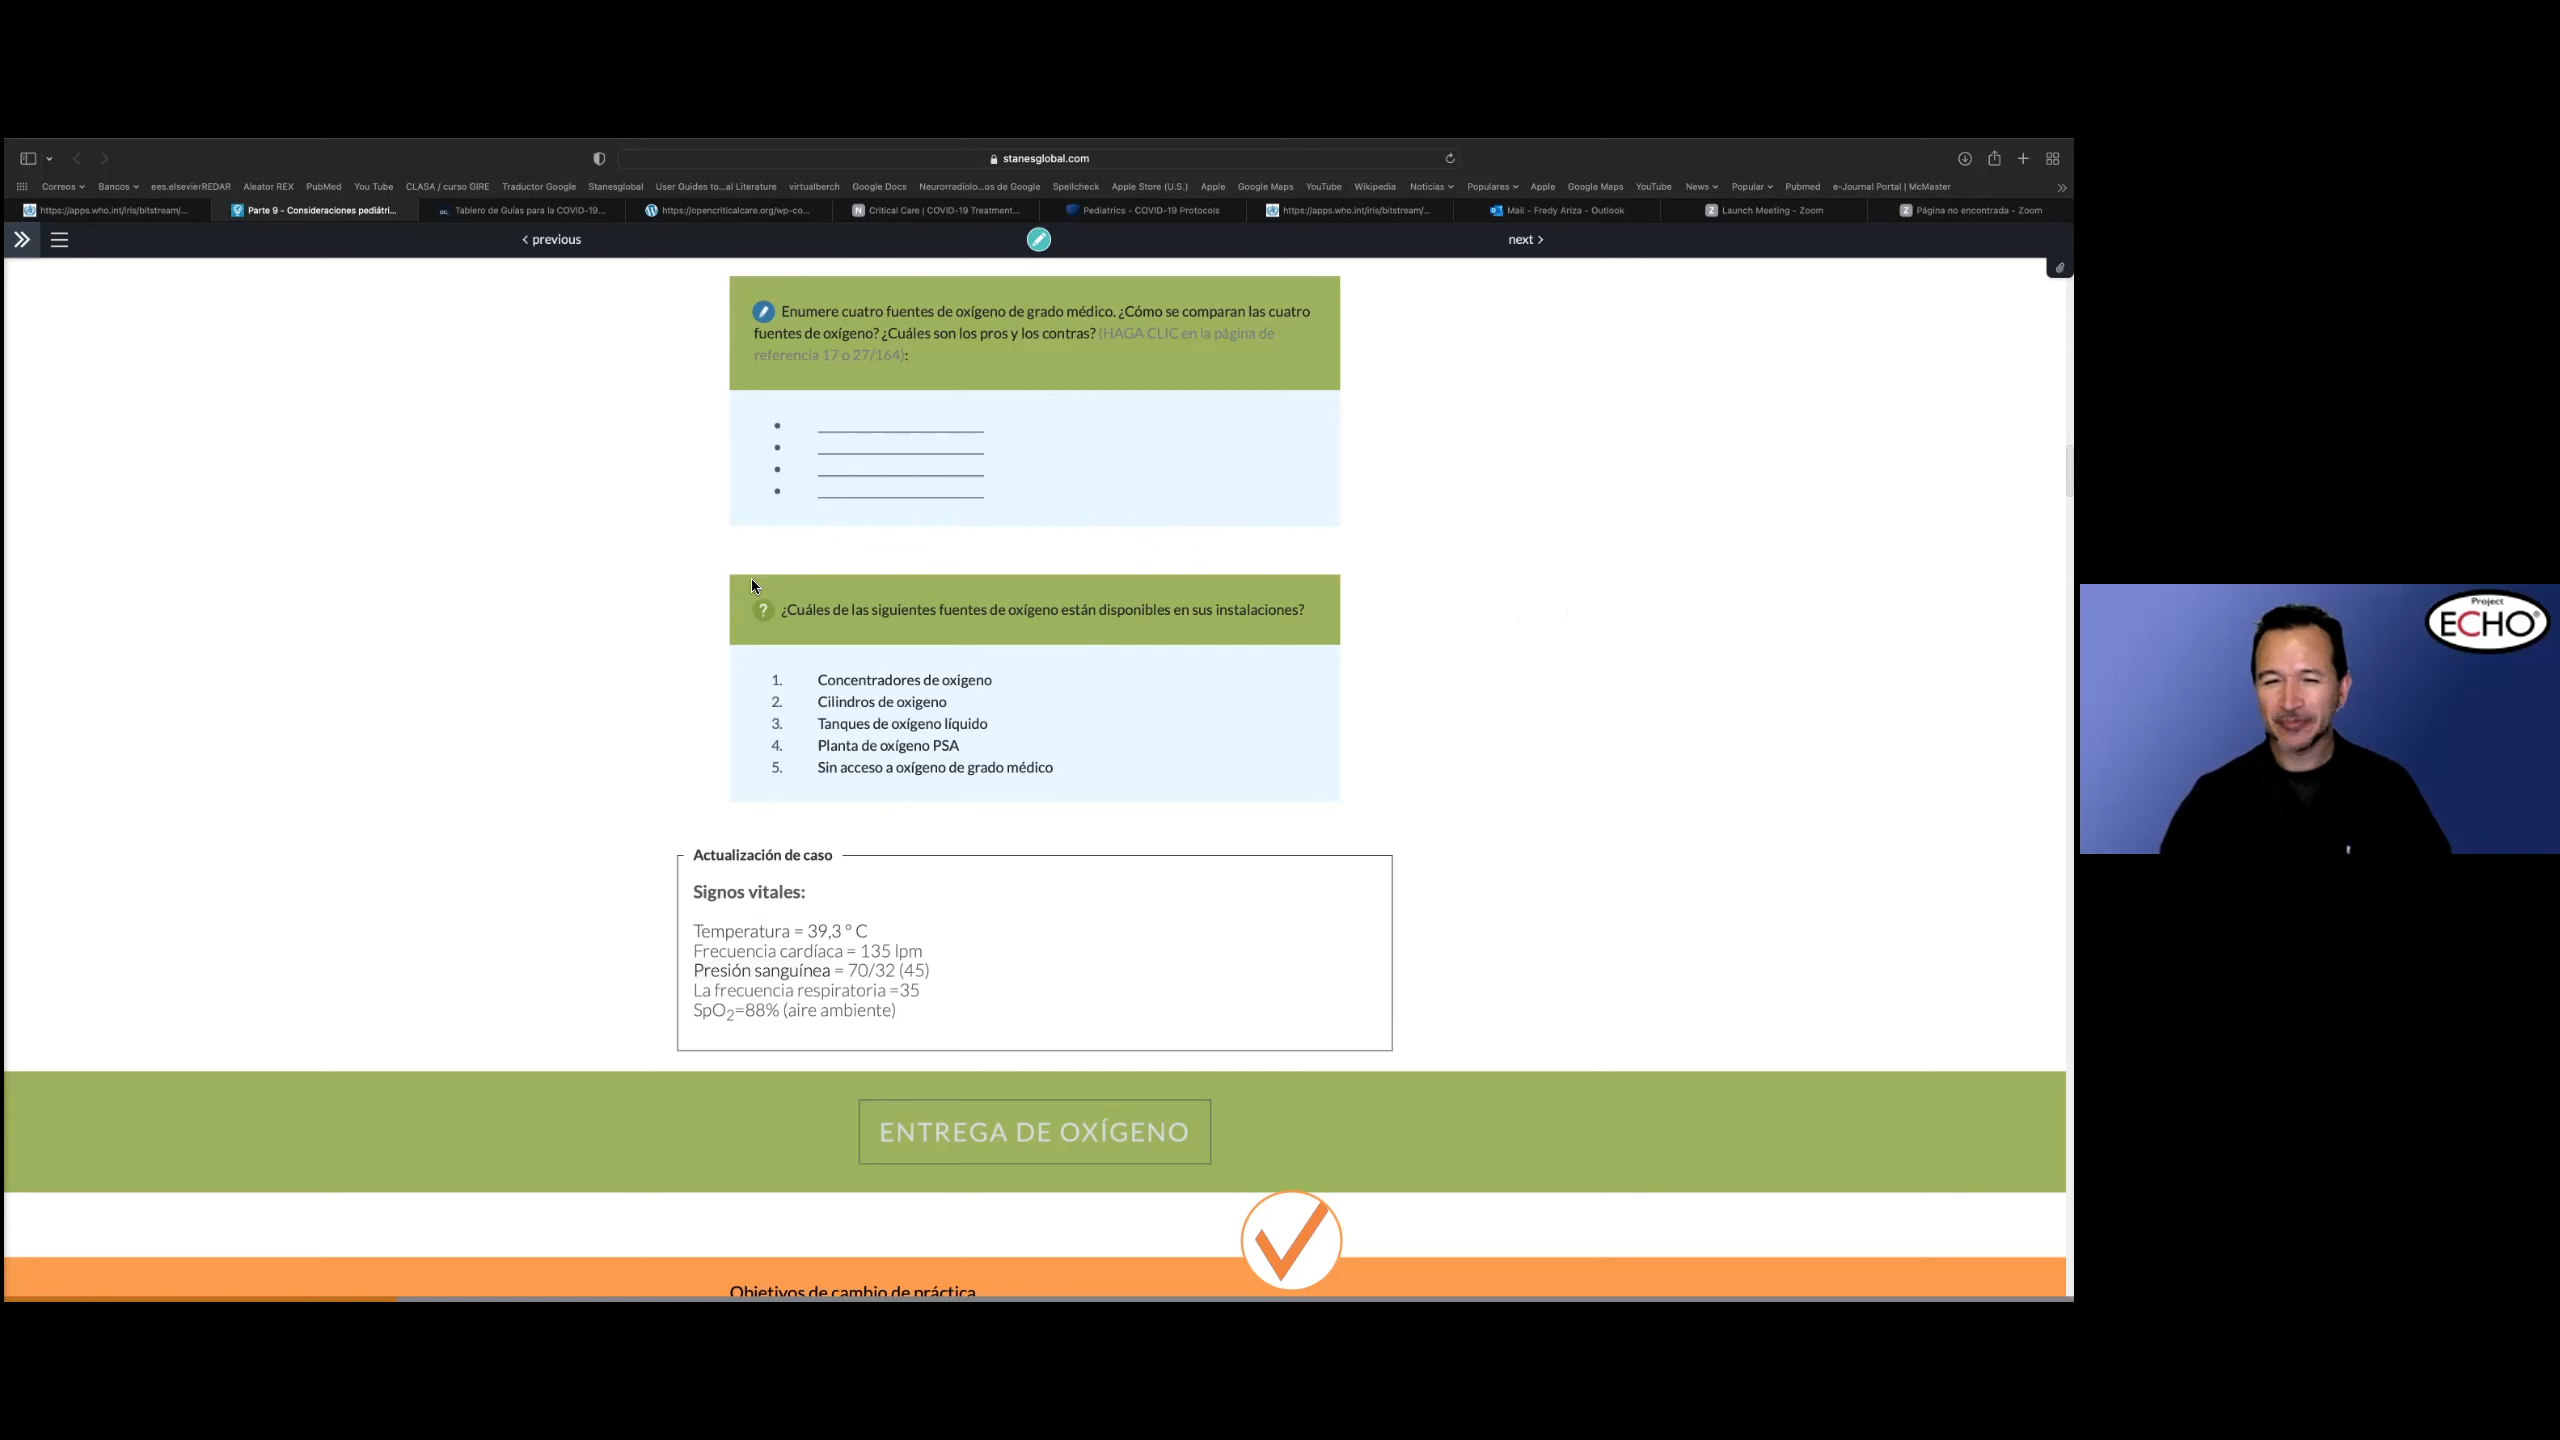 stanesglobal.com
Correos Bancos ees.elsevierREDAR Aleator REX PubMed You Tube CLASA / curso GIRE Traductor Google Stanesglobal User Guides to...al Literature virtualberch Google Docs Neurorradiolo...os de Google Spellcheck Apple Store (U.S.) Apple Google Maps YouTube Wikipedia Noticias Populares Apple Google Maps YouTube News Popular Pubmed e-Journal Portal | McMaster
https://apps.who.int/iris/bitstream/... Parte 9 - Consideraciones pediátri... Tablero de Guías para la COVID-19... https://opencriticalcare.org/wp-co... Critical Care | COVID-19 Treatment... Pediatrics - COVID-19 Protocols https://apps.who.int/iris/bitstream/... Mail - Fredy Ariza - Outlook Launch Meeting - Zoom Página no encontrada - Zoom
< previous next >
Enumere cuatro fuentes de oxígeno de grado médico. ¿Cómo se comparan las cuatro
fuentes de oxígeno? ¿Cuáles son los pros y los contras? (HAGA CLIC en la página de
referencia 17 o 27/164):
? ¿Cuáles de las siguientes fuentes de oxígeno están disponibles en sus instalaciones?
1. Concentradores de oxigeno
2. Cilindros de oxigeno
3. Tanques de oxígeno líquido
4. Planta de oxígeno PSA
5. Sin acceso a oxígeno de grado médico
Actualización de caso
Signos vitales:
Temperatura = 39,3 ° C
Frecuencia cardíaca = 135 lpm
Presión sanguínea = 70/32 (45)
La frecuencia respiratoria =35
SpO2=88% (aire ambiente)
ENTREGA DE OXÍGENO
Objetivos de cambio de práctica
Project
ECHO®